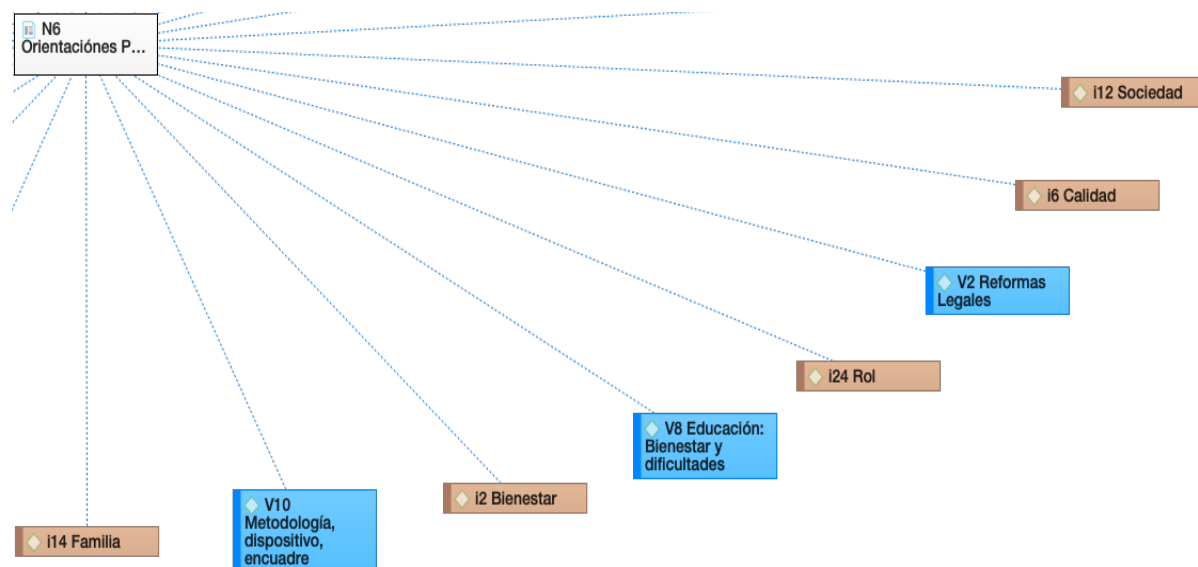 N6
Orientaciónes P...
i12 Sociedad
i6 Calidad
V2 Reformas
Legales
i24 Rol
V8 Educación:
Bienestar y
dificultades
i2 Bienestar
V10
Metodología,
dispositivo,
encuadre
i14 Familia